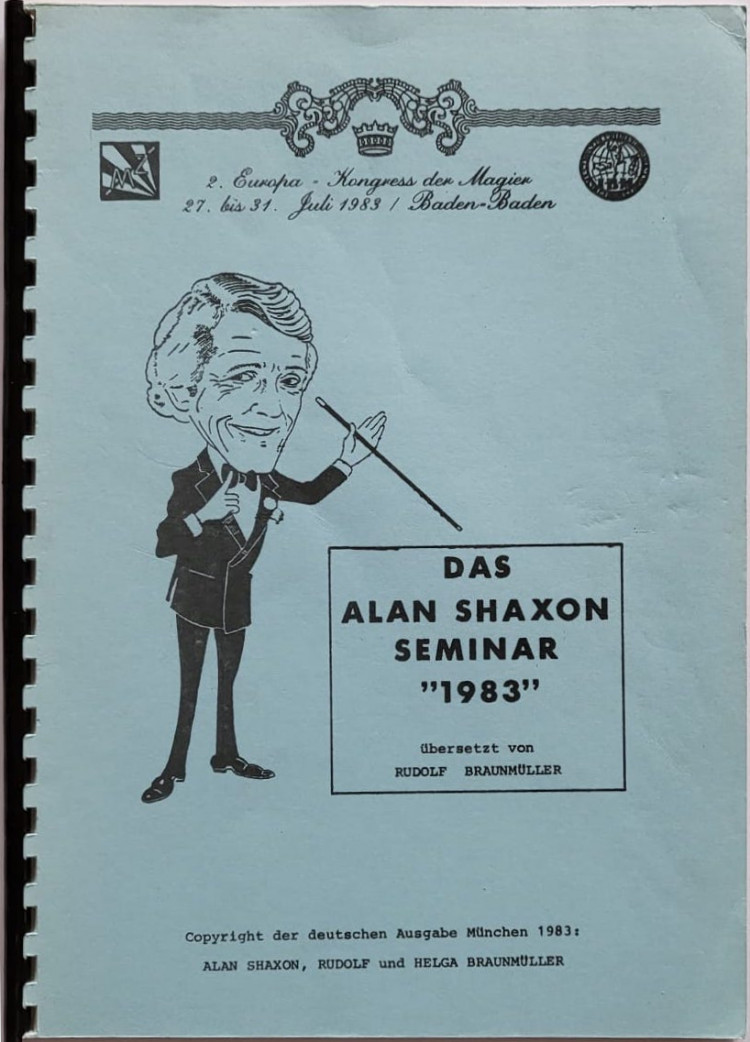 2. Europa - Kongress der Magier
27. bis 31. Juli 1983 / Baden-Baden
DAS
ALAN SHAXON
SEMINAR
"1983"
übersetzt von
RUDOLF BRAUNMÜLLER
Copyright der deutschen Ausgabe München 1983:
ALAN SHAXON, RUDOLF und HELGA BRAUNMÜLLER